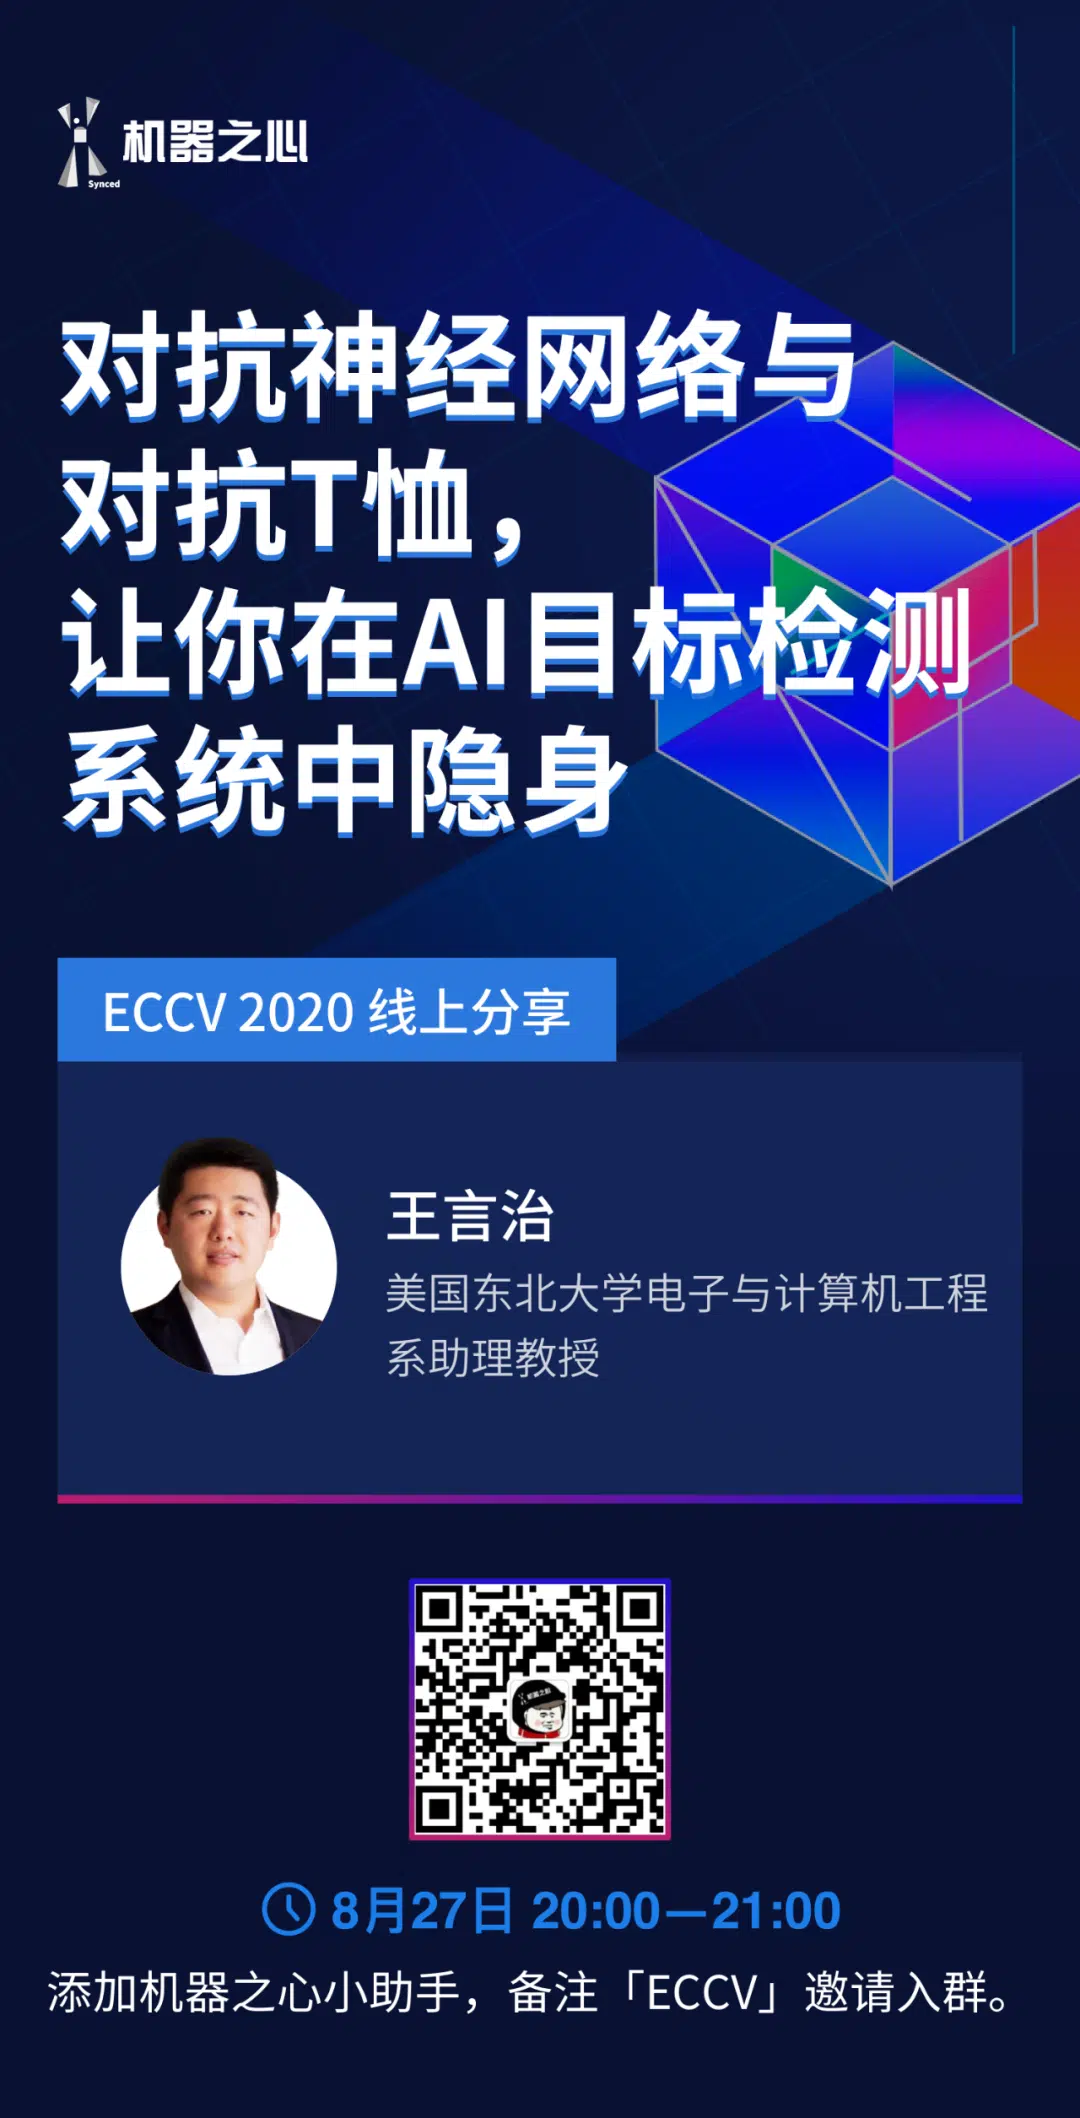 机器之心
Synced
对抗神经网络与
对抗T恤，
让你在AI目标检测
系统中隐身
ECCV 2020 线上分享
王言治
美国东北大学电子与计算机工程
系助理教授
机器之心
8月27日 20:00—21:00
添加机器之心小助手，备注「ECCV」邀请入群。